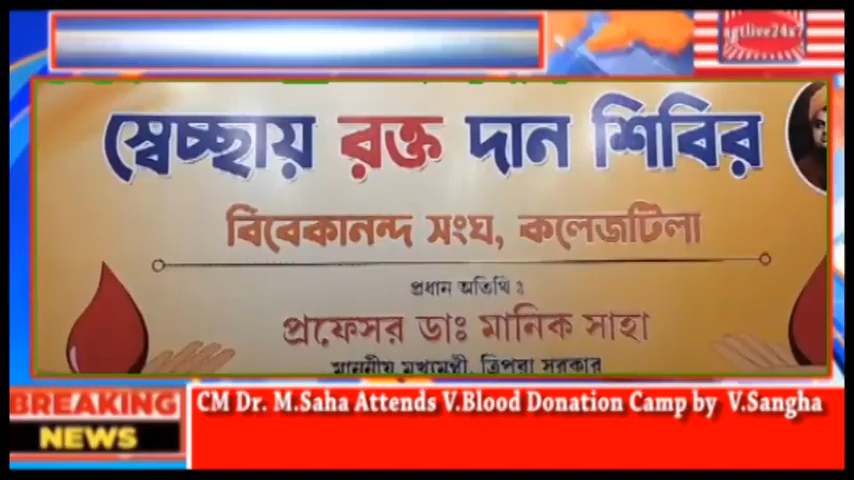 agtlive24x7
স্বেচ্ছায় রক্ত দান শিবির
বিবেকানন্দ সংঘ, কলেজটিলা
প্রধান অতিথি ঃ
প্রফেসর ডাঃ মানিক সাহা
মাননীয় মুখ্যমন্ত্রী, ত্রিপুরা সরকার
BREAKING
NEWS
CM Dr. M.Saha Attends V.Blood Donation Camp by V.Sangha